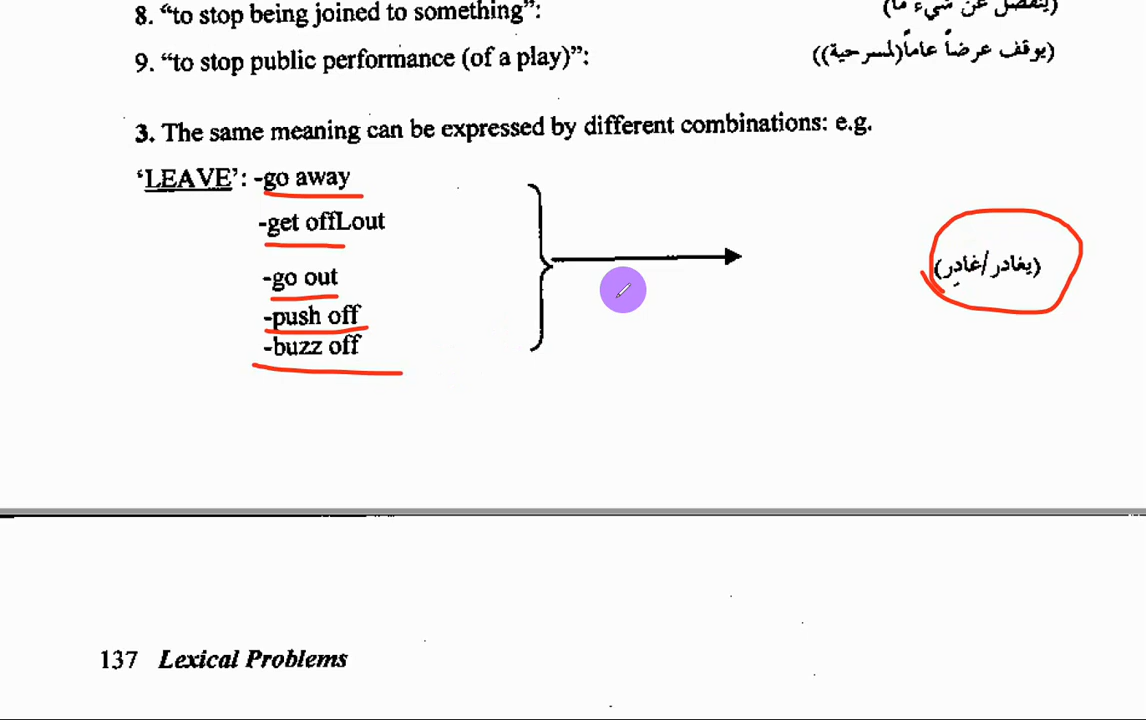 8. “to stop being joined to something”: (ينفصل عن شيء ما)
9. “to stop public performance (of a play)”: (يوقف عرضاً عاماً(لمسرحية))
3. The same meaning can be expressed by different combinations: e.g.
‘LEAVE’: -go away
-get offLout
-go out
(يغادر/غادِر)
-push off
-buzz off
137 Lexical Problems